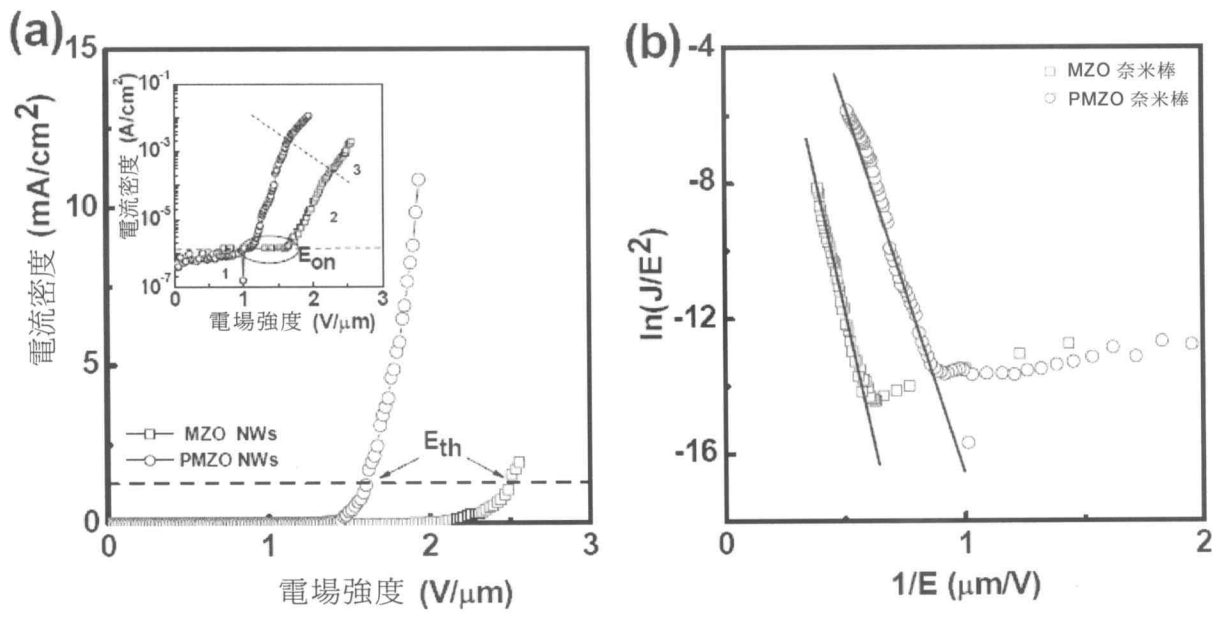 (a)
15
10
5
0
0
1
2
3
電流密度 (mA/cm²)
電場強度 (V/μm)
MZO NWs
PMZO NWs
E_th
10⁻¹
10⁻³
10⁻⁵
10⁻⁷
0
1
2
3
電流密度 (A/cm²)
電場強度 (V/μm)
1
2
3
E_on
(b)
-4
-8
-12
-16
0
1
2
ln(J/E²)
1/E (μm/V)
MZO 奈米棒
PMZO 奈米棒